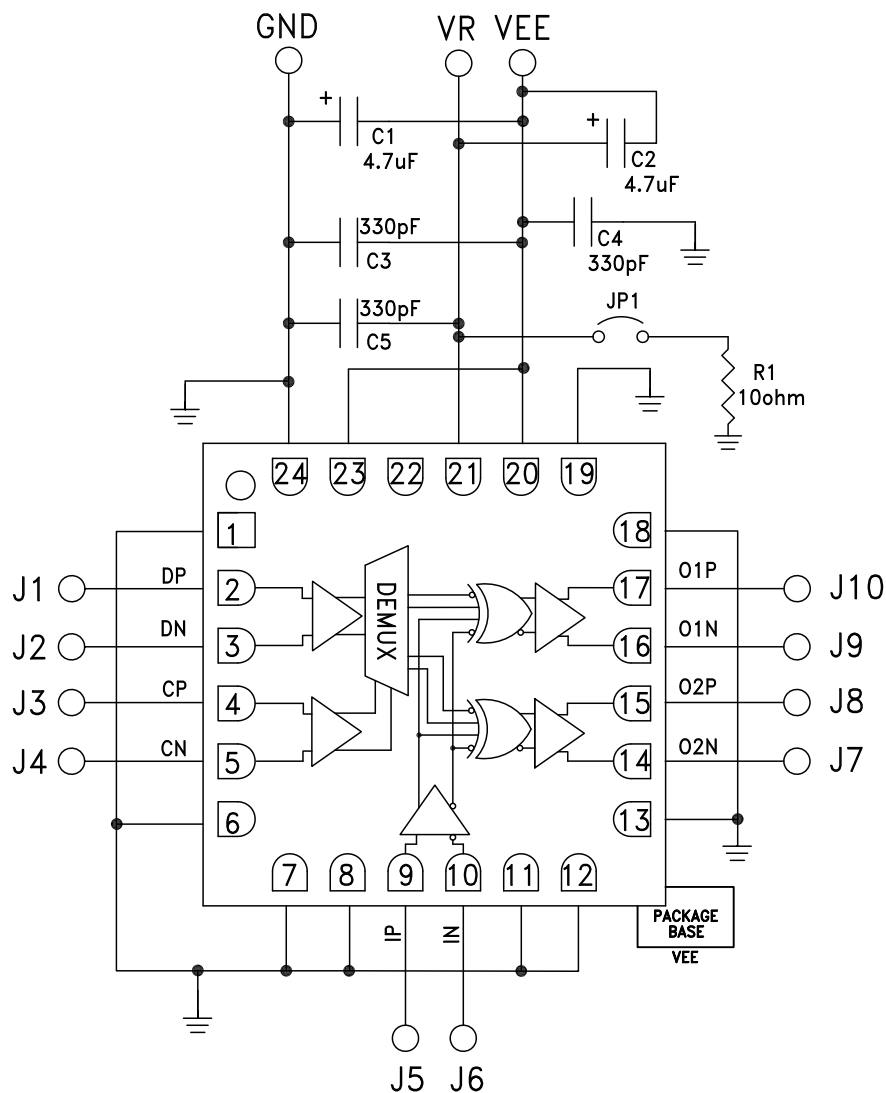 GND VR VEE
+
C1
4.7uF
+
C2
4.7uF
330pF
C3
C4
330pF
330pF
C5
JP1
R1
10ohm
24 23 22 21 20 19
1 18
J1 DP 2 DEMUX 17 O1P J10
J2 DN 3 16 O1N J9
J3 CP 4 15 O2P J8
J4 CN 5 14 O2N J7
6 13
7 8 9 10 11 12
IP IN
PACKAGE
BASE
VEE
J5 J6